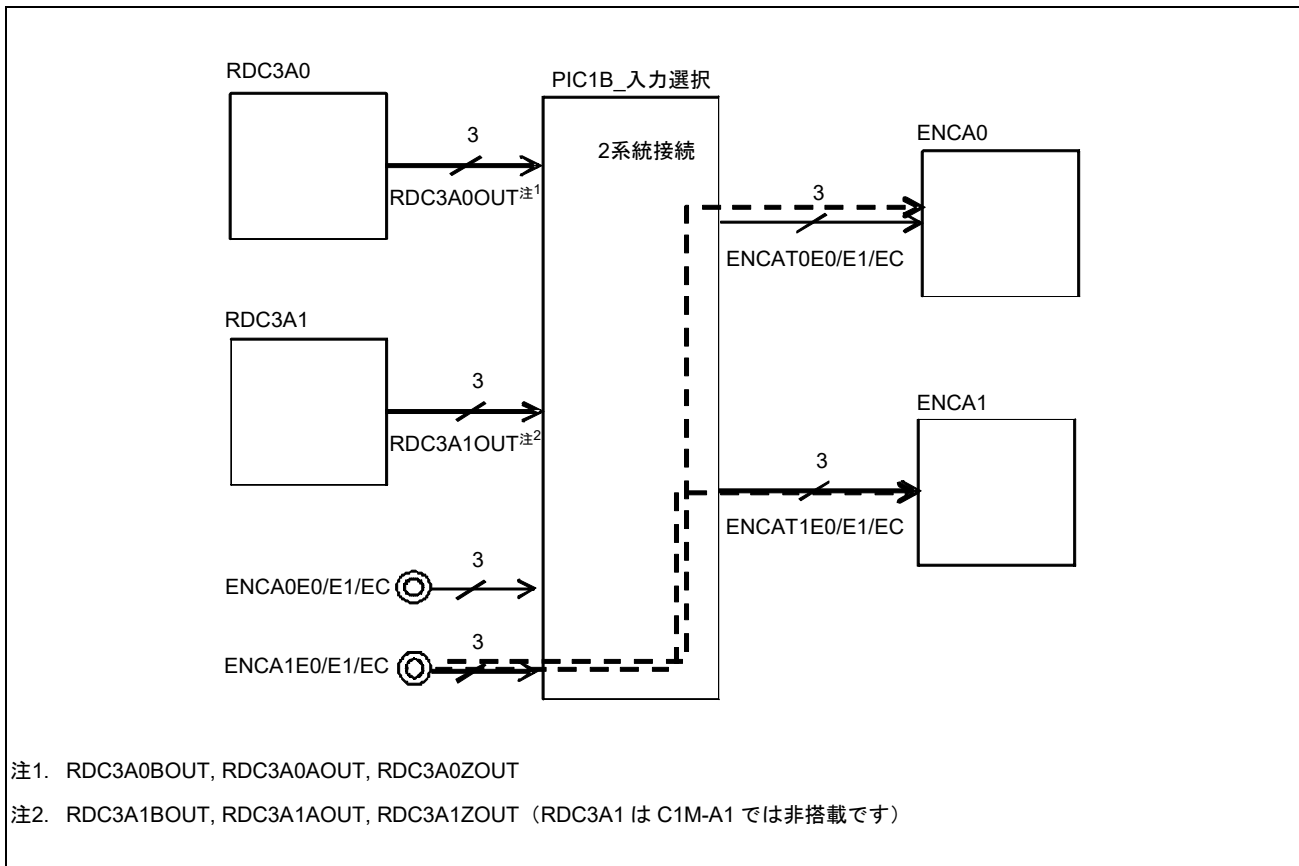 RDC3A0
PIC1B_入力選択
3
2系統接続
ENCA0
RDC3A0OUT注1
3
ENCAT0E0/E1/EC
RDC3A1
3
ENCA1
RDC3A1OUT注2
3
ENCAT1E0/E1/EC
3
ENCA0E0/E1/EC
3
ENCA1E0/E1/EC
注1. RDC3A0BOUT, RDC3A0AOUT, RDC3A0ZOUT
注2. RDC3A1BOUT, RDC3A1AOUT, RDC3A1ZOUT（RDC3A1 は C1M-A1 では非搭載です）